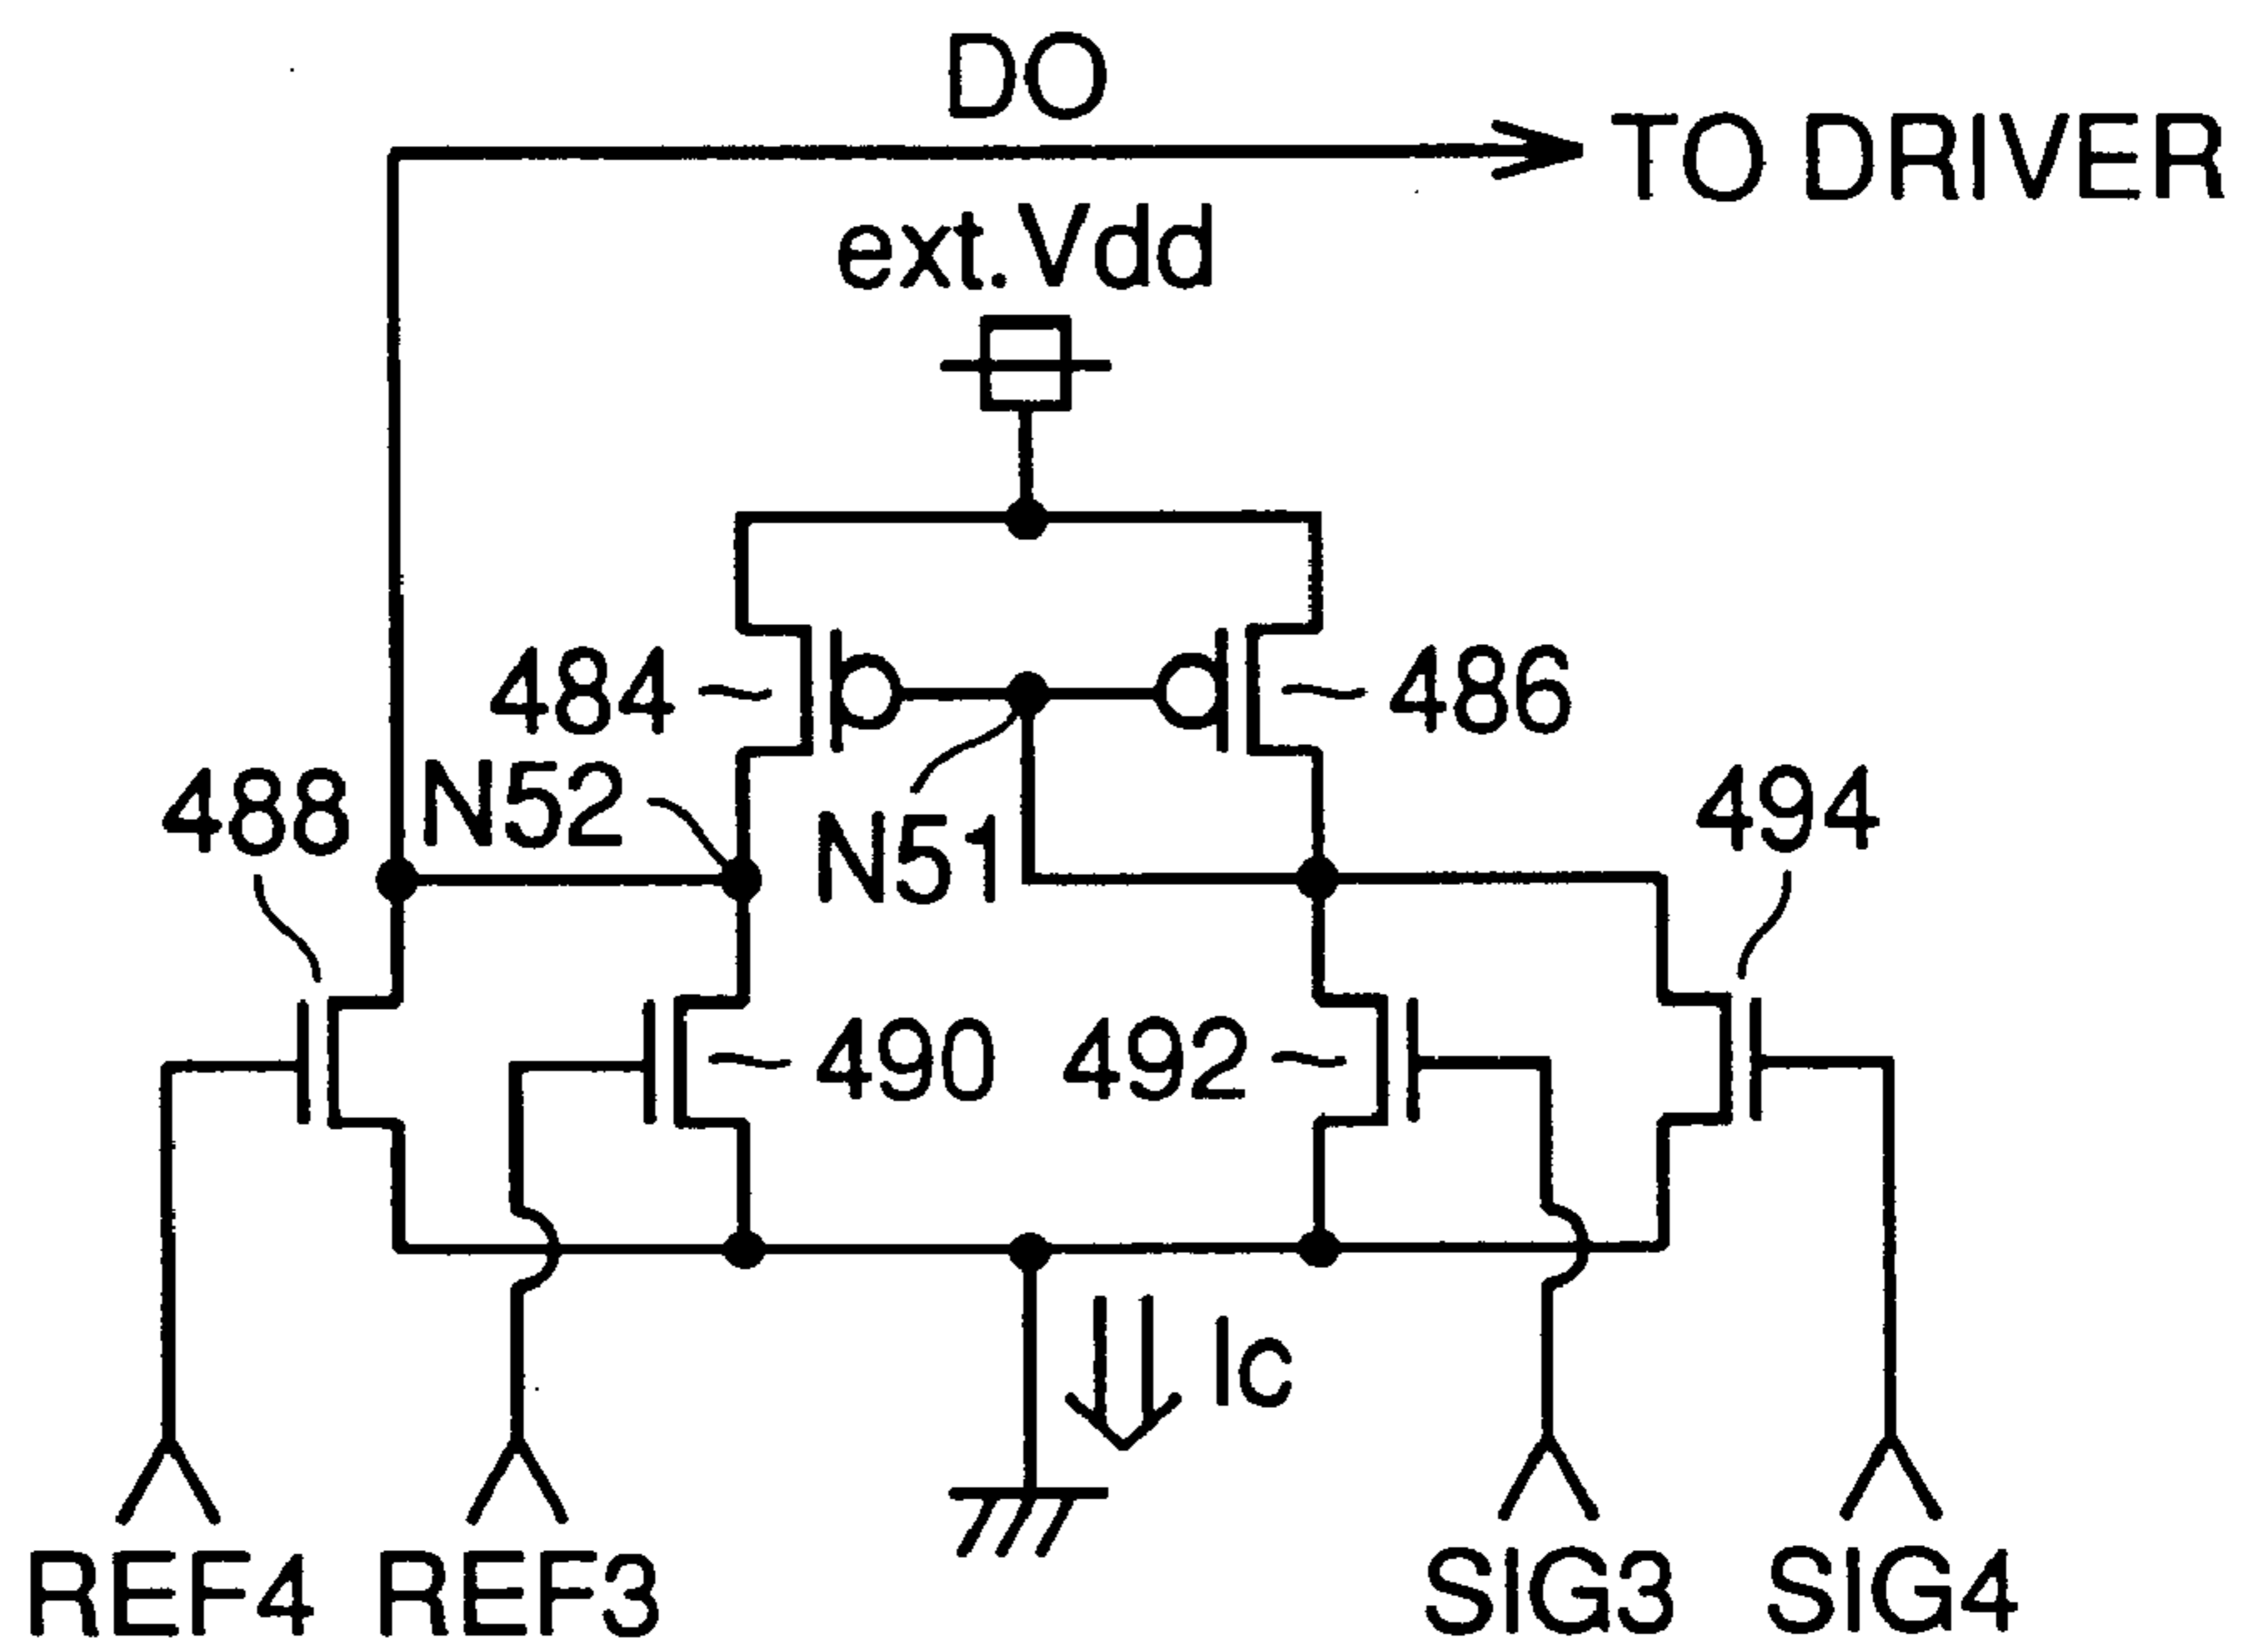 DO
TO DRIVER
ext.Vdd
484
486
488
N52
N51
494
490
492
Ic
REF4
REF3
SIG3
SIG4